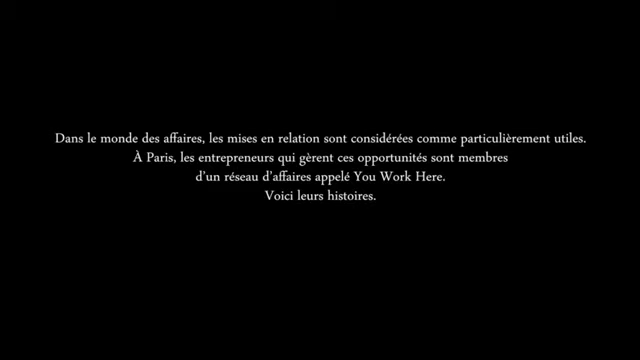 Dans le monde des affaires, les mises en relation sont considérées comme particulièrement utiles.
À Paris, les entrepreneurs qui gèrent ces opportunités sont membres
d'un réseau d'affaires appelé You Work Here.
Voici leurs histoires.